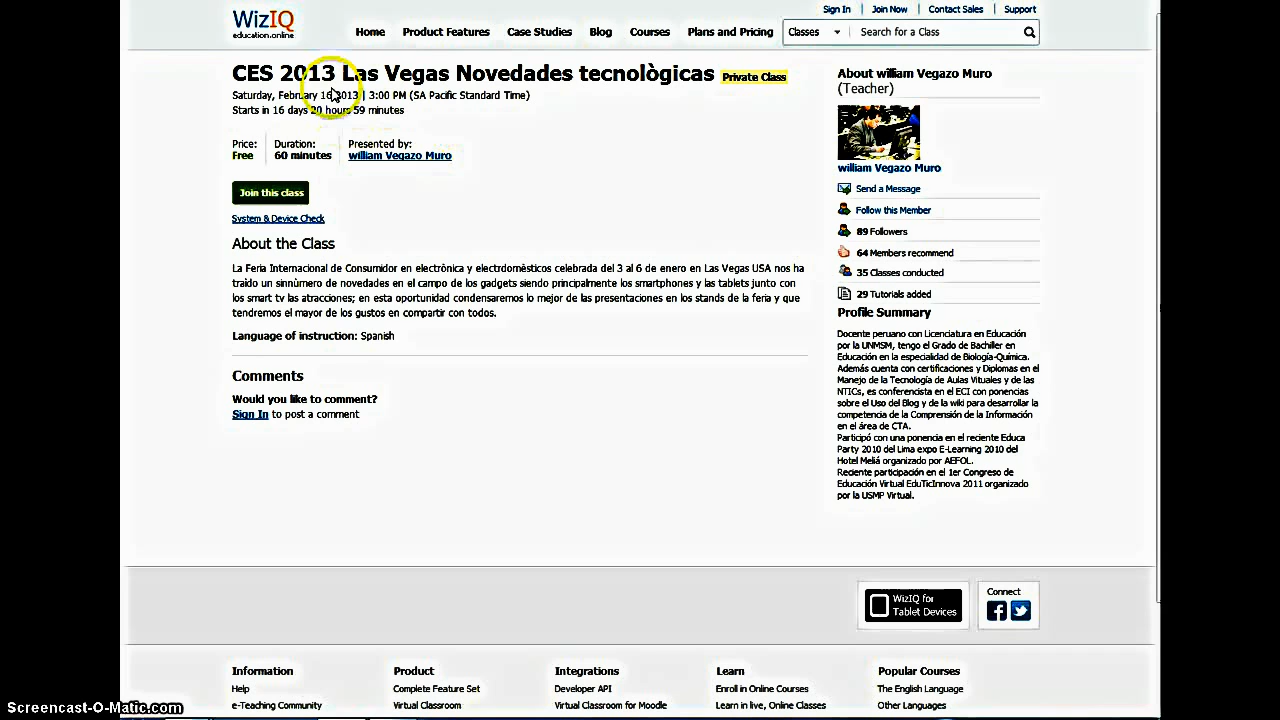 WizIQ
education.online
Sign In | Join Now | Contact Sales | Support
Home Product Features Case Studies Blog Courses Plans and Pricing Classes Search for a Class
CES 2013 Las Vegas Novedades tecnològicas Private Class
Saturday, February 16 2013 | 3:00 PM (SA Pacific Standard Time)
Starts in 16 days 20 hours 59 minutes
Price:
Free
Duration:
60 minutes
Presented by:
william Vegazo Muro
Join this class
System & Device Check
About the Class
La Feria Internacional de Consumidor en electrònica y electrdomèsticos celebrada del 3 al 6 de enero en Las Vegas USA nos ha
traìdo un sinnùmero de novedades en el campo de los gadgets siendo principalmente los smartphones y las tablets junto con
los smart tv las atracciones; en esta oportunidad condensaremos lo mejor de las presentaciones en los stands de la feria y que
tendremos el mayor de los gustos en compartir con todos.
Language of instruction: Spanish
Comments
Would you like to comment?
Sign In to post a comment
About william Vegazo Muro
(Teacher)
william Vegazo Muro
Send a Message
Follow this Member
89 Followers
64 Members recommend
35 Classes conducted
29 Tutorials added
Profile Summary
Docente peruano con Licenciatura en Educación
por la UNMSM, tengo el Grado de Bachiller en
Educación en la especialidad de Biología-Química.
Además cuenta con certificaciones y Diplomas en el
Manejo de la Tecnología de Aulas Vituales y de las
NTICs, es conferencista en el ECI con ponencias
sobre el Uso del Blog y de la wiki para desarrollar la
competencia de la Comprensión de la Información
en el área de CTA.
Participó con una ponencia en el reciente Educa
Party 2010 del Lima expo E-Learning 2010 del
Hotel Meliá organizado por AEFOL.
Reciente participación en el 1er Congreso de
Educación Virtual EduTicInnova 2011 organizado
por la USMP Virtual.
WizIQ for
Tablet Devices
Connect
Information
Help
e-Teaching Community
Product
Complete Feature Set
Virtual Classroom
Integrations
Developer API
Virtual Classroom for Moodle
Learn
Enroll in Online Courses
Learn in live, Online Classes
Popular Courses
The English Language
Other Languages
Screencast-O-Matic.com